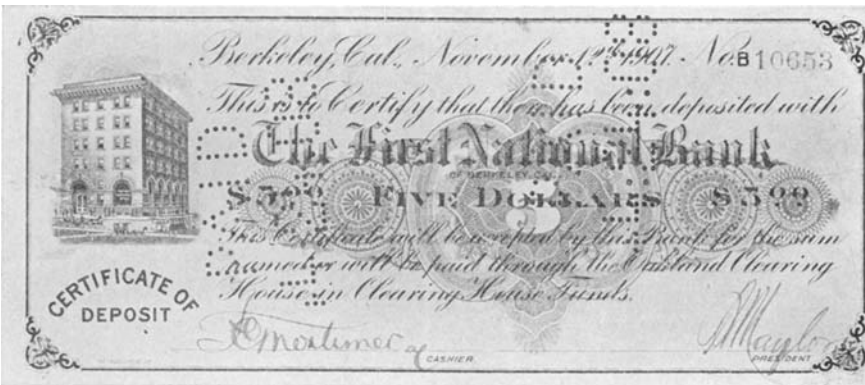 Berkeley, Cal., November 12th 1907. No. B10653
This is to Certify that there has been deposited with
The First National Bank
OF BERKELEY, CAL.
$5.00 FIVE DOLLARS $5.00
5
This Certificate will be accepted by this Bank for the sum
named or will be paid through the Oakland Clearing
House in Clearing House Funds.
CERTIFICATE OF
DEPOSIT
Mortimer
CASHIER
PRESIDENT